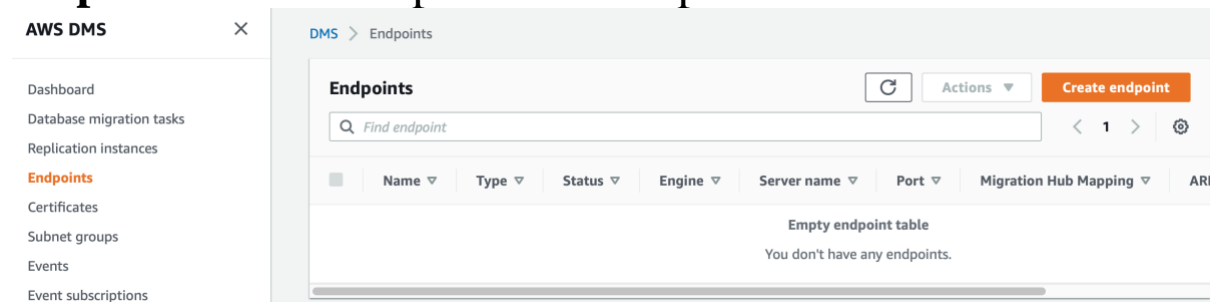 AWS DMS
Dashboard
Database migration tasks
Replication instances
Endpoints
Certificates
Subnet groups
Events
Event subscriptions
DMS > Endpoints
Endpoints
Actions
Create endpoint
Find endpoint
< 1 >
Name Type Status Engine Server name Port Migration Hub Mapping
Empty endpoint table
You don't have any endpoints.